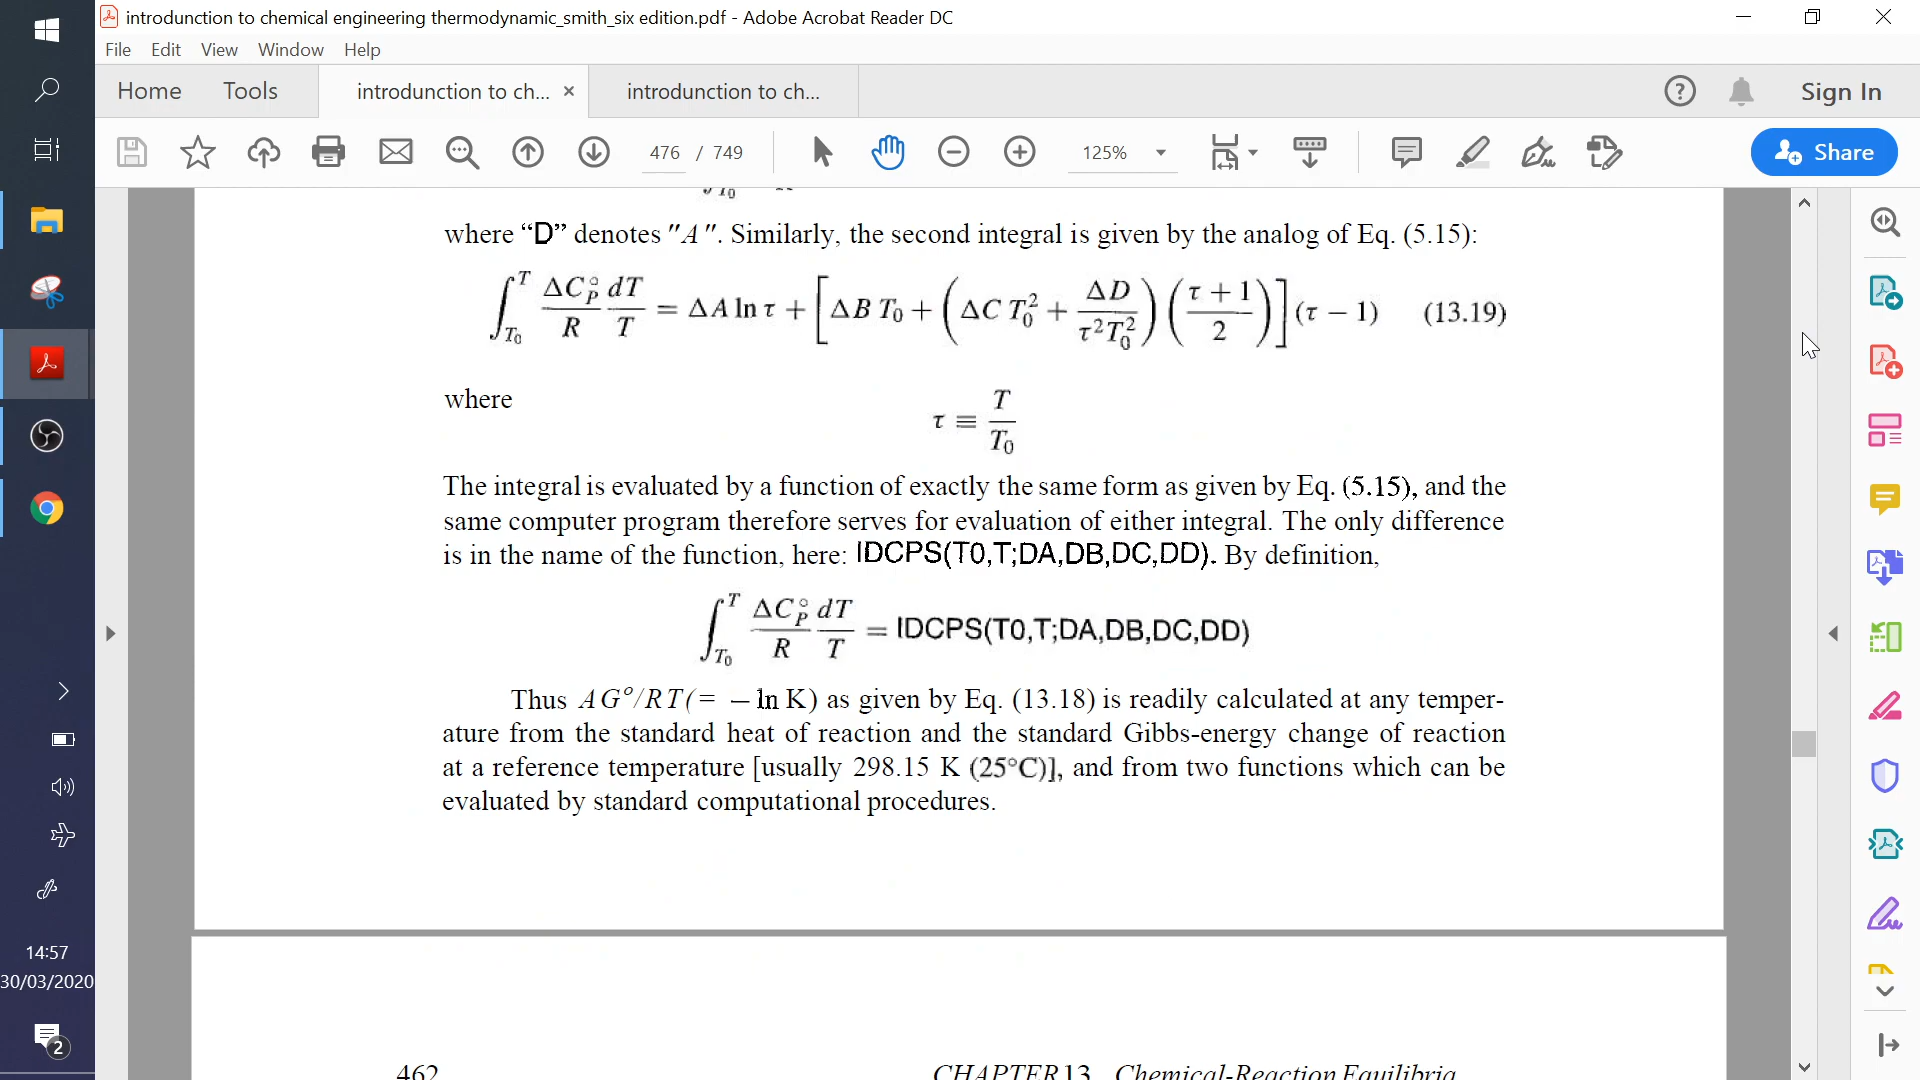 introdunction to chemical engineering thermodynamic_smith_six edition.pdf - Adobe Acrobat Reader DC
File Edit View Window Help
Home Tools introdunction to ch... × introdunction to ch... Sign In
476 / 749 125% Share
where “D” denotes "A". Similarly, the second integral is given by the analog of Eq. (5.15):
∫_{T₀}^{T} (ΔC°_P / R) (dT / T) = ΔA ln τ + [ΔB T₀ + (ΔC T₀² + ΔD / (τ²T₀²)) ((τ + 1) / 2)] (τ − 1) (13.19)
where
τ ≡ T / T₀
The integral is evaluated by a function of exactly the same form as given by Eq. (5.15), and the
same computer program therefore serves for evaluation of either integral. The only difference
is in the name of the function, here: IDCPS(T0,T;DA,DB,DC,DD). By definition,
∫_{T₀}^{T} (ΔC°_P / R) (dT / T) = IDCPS(T0,T;DA,DB,DC,DD)
Thus AG°/RT(= − ln K) as given by Eq. (13.18) is readily calculated at any temper-
ature from the standard heat of reaction and the standard Gibbs-energy change of reaction
at a reference temperature [usually 298.15 K (25°C)], and from two functions which can be
evaluated by standard computational procedures.
462 CHAPTER 13 Chemical-Reaction Equilibria
14:57
30/03/2020
2